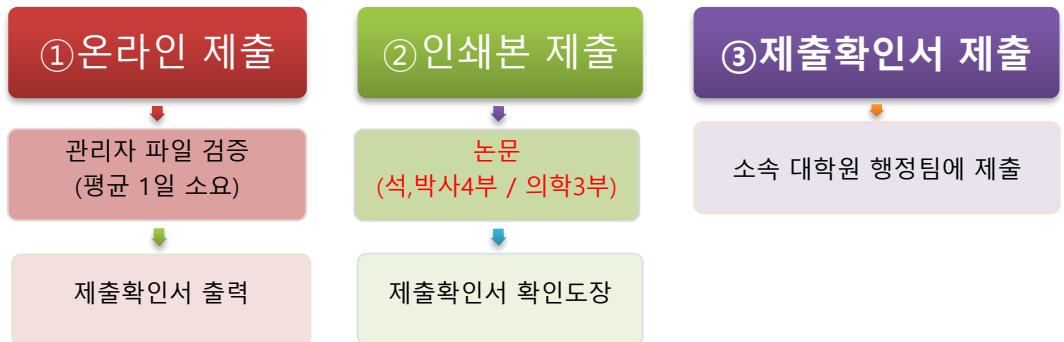 ①온라인 제출
관리자 파일 검증
(평균 1일 소요)
제출확인서 출력
②인쇄본 제출
논문
(석,박사4부 / 의학3부)
제출확인서 확인도장
③제출확인서 제출
소속 대학원 행정팀에 제출